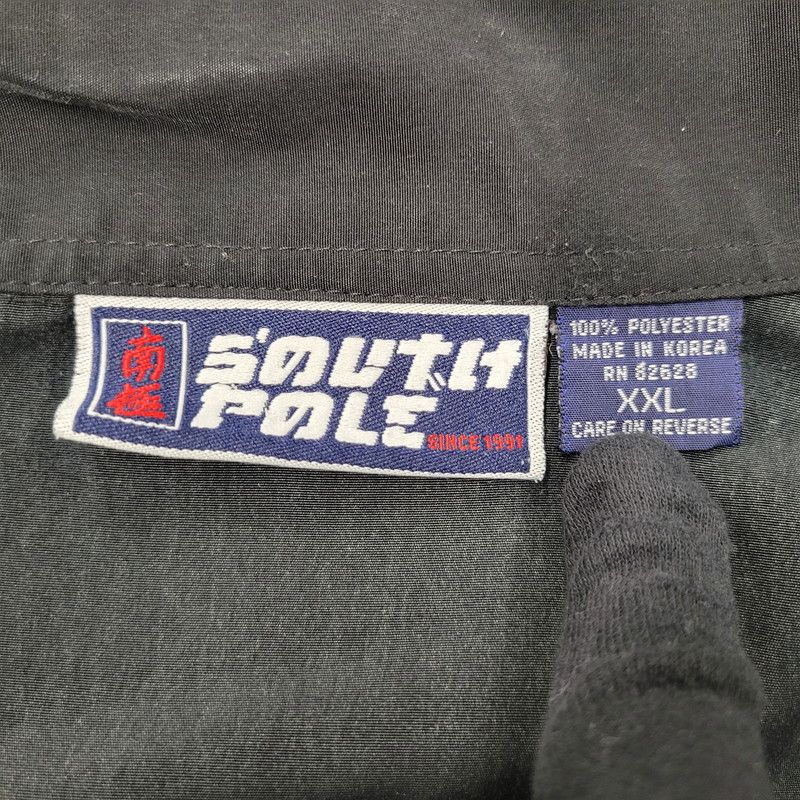 南極
SOUTH
POLE
SINCE 1991
100% POLYESTER
MADE IN KOREA
RN 82628
XXL
CARE ON REVERSE